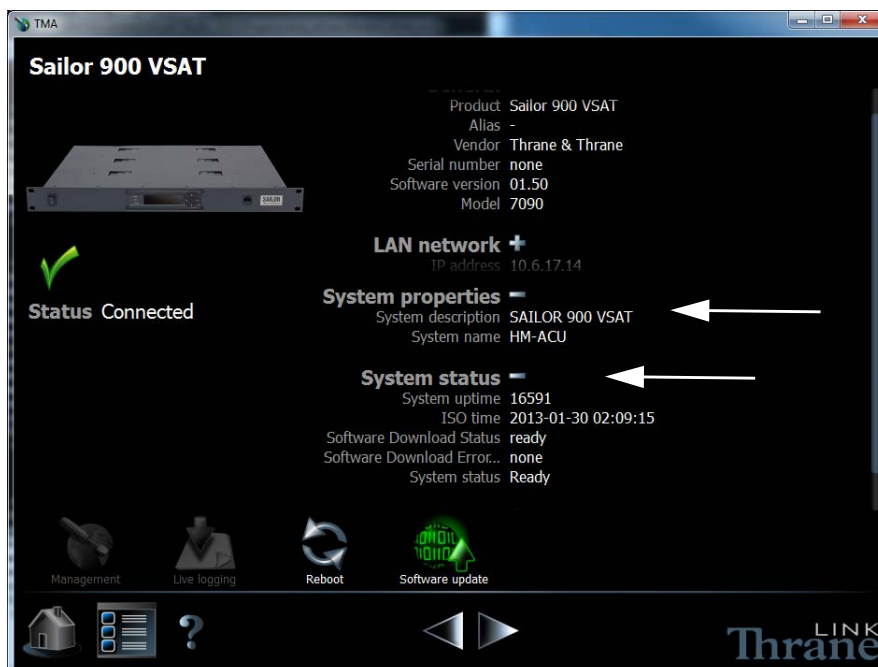 TMA
Sailor 900 VSAT
General
Product Sailor 900 VSAT
Alias -
Vendor Thrane & Thrane
Serial number none
Software version 01.50
Model 7090
SAILOR
LAN network
IP address 10.6.17.14
System properties
Status Connected
System description SAILOR 900 VSAT
System name HM-ACU
System status
System uptime 16591
ISO time 2013-01-30 02:09:15
Software Download Status ready
Software Download Error... none
System status Ready
Management
Live logging
Reboot
Software update
?
LINK
Thrane